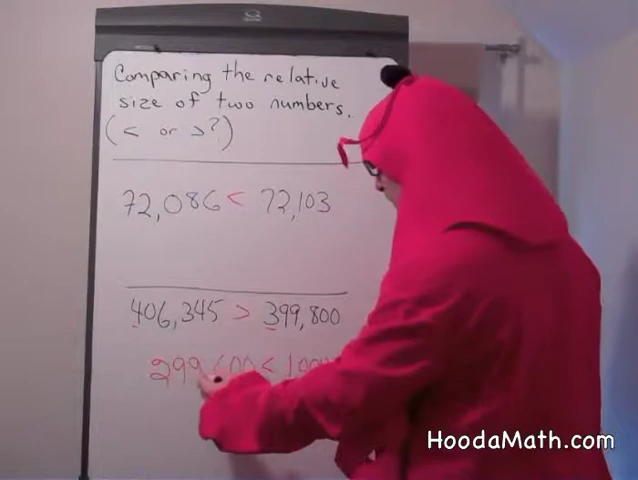 Comparing the relative
size of two numbers.
(< or >?)
72,086 < 72,103
406,345 > 399,800
<
HoodaMath.com